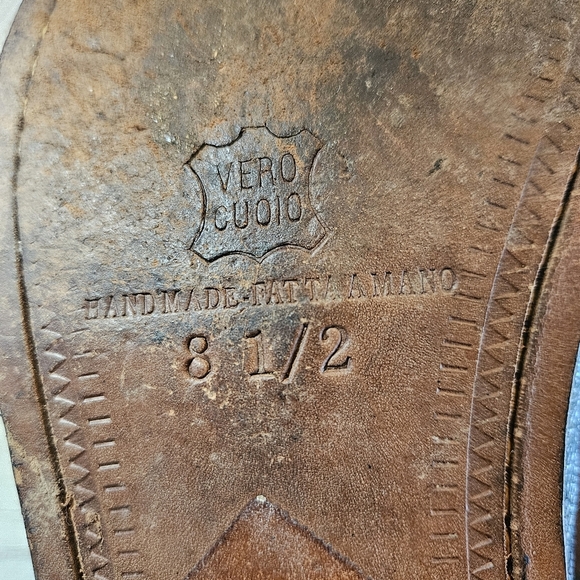 VERO
CUOIO
HANDMADE-FATTA A MANO
8 1/2